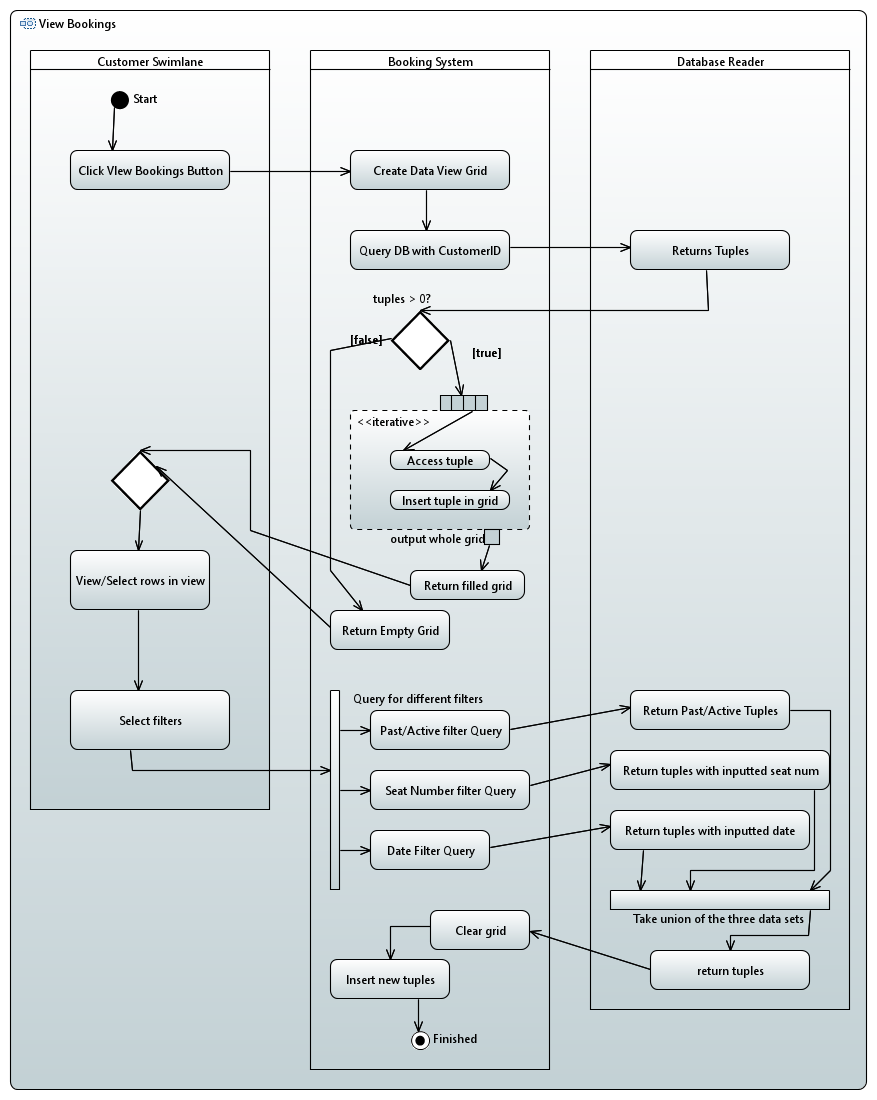 View Bookings
Customer Swimlane
Booking System
Database Reader
Start
Click VIew Bookings Button
Create Data View Grid
Query DB with CustomerID
Returns Tuples
tuples > 0?
[false]
[true]
<<iterative>>
Access tuple
Insert tuple in grid
output whole grid
View/Select rows in view
Return filled grid
Return Empty Grid
Select filters
Query for different filters
Past/Active filter Query
Return Past/Active Tuples
Seat Number filter Query
Return tuples with inputted seat num
Date Filter Query
Return tuples with inputted date
Take union of the three data sets
Clear grid
return tuples
Insert new tuples
Finished